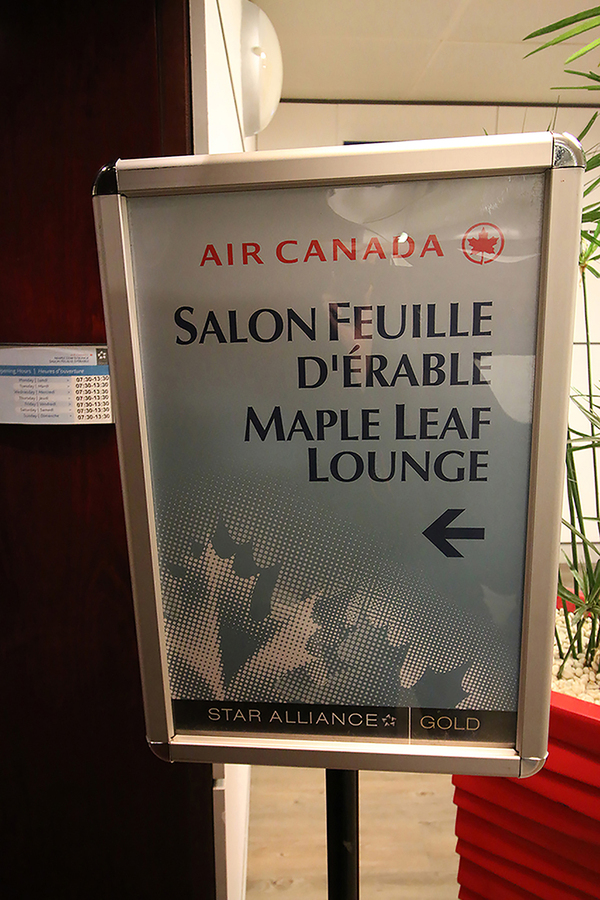 AIR CANADA
SALON FEUILLE
D'ÉRABLE
MAPLE LEAF
LOUNGE
STAR ALLIANCE GOLD
Opening Hours | Heures d'ouverture
Monday | Lundi 07:30-13:30
Tuesday | Mardi 07:30-13:30
Wednesday | Mercredi 07:30-13:30
Thursday | Jeudi 07:30-13:30
Friday | Vendredi 07:30-13:30
Saturday | Samedi 07:30-13:30
Sunday | Dimanche 07:30-13:30